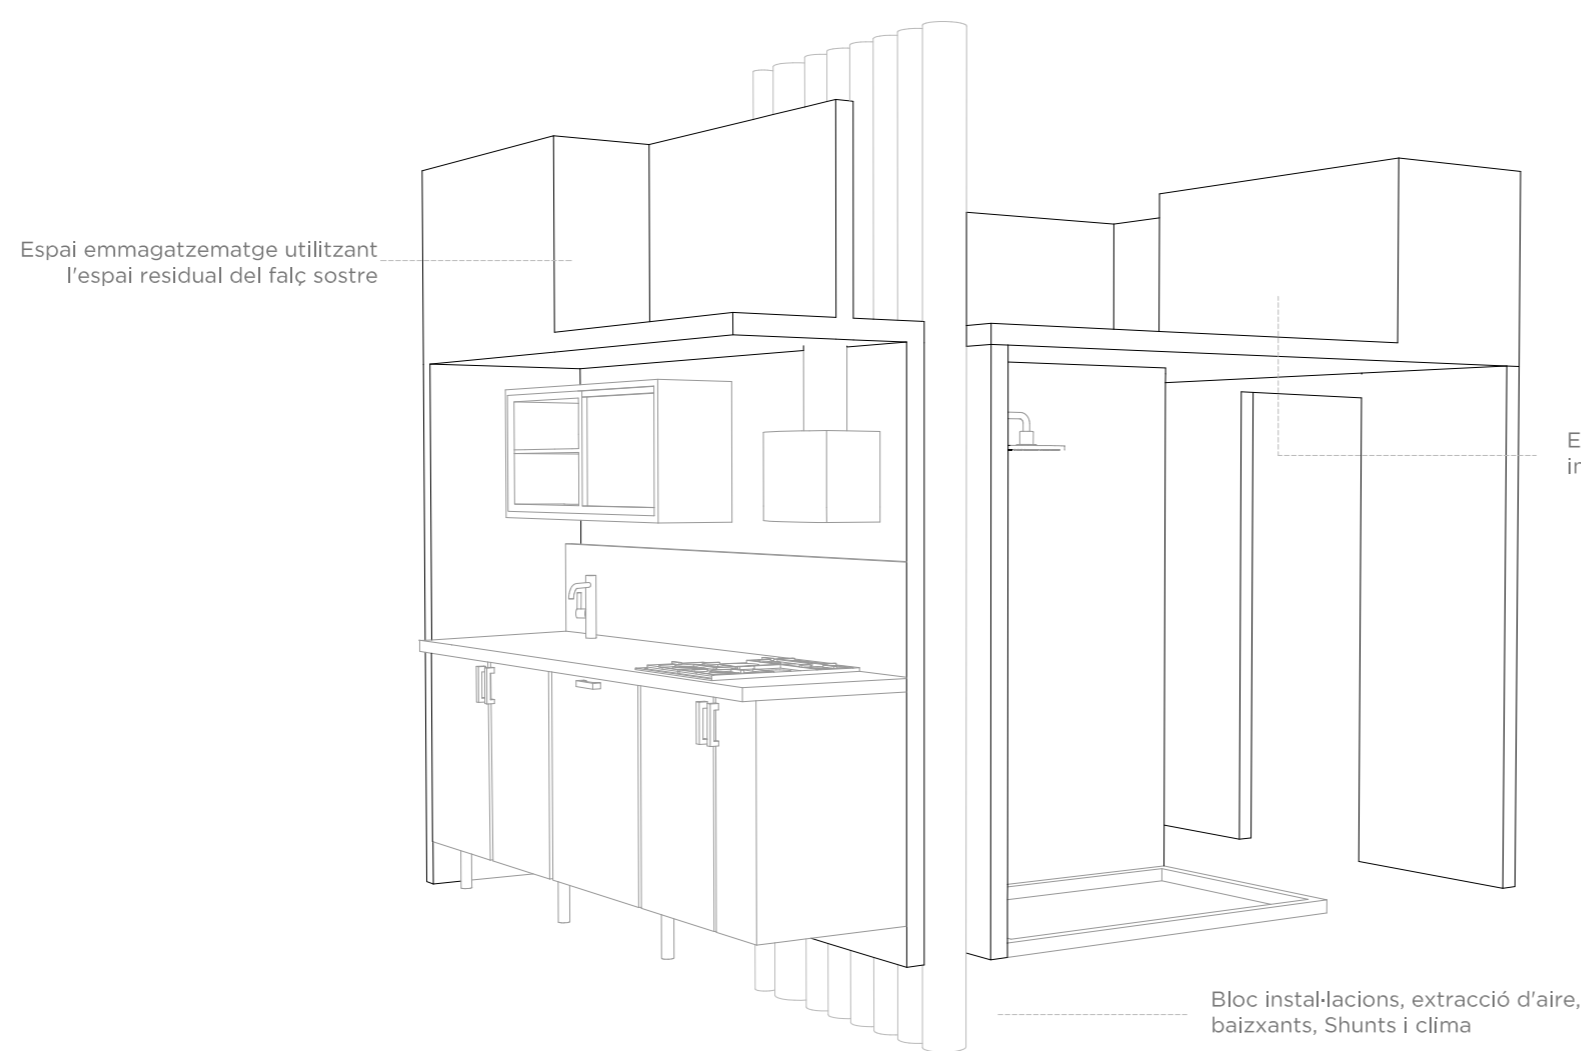 Espai emmagatzematge utilitzant
l'espai residual del falç sostre
Bloc instal·lacions, extracció d'aire,
baizxants, Shunts i clima